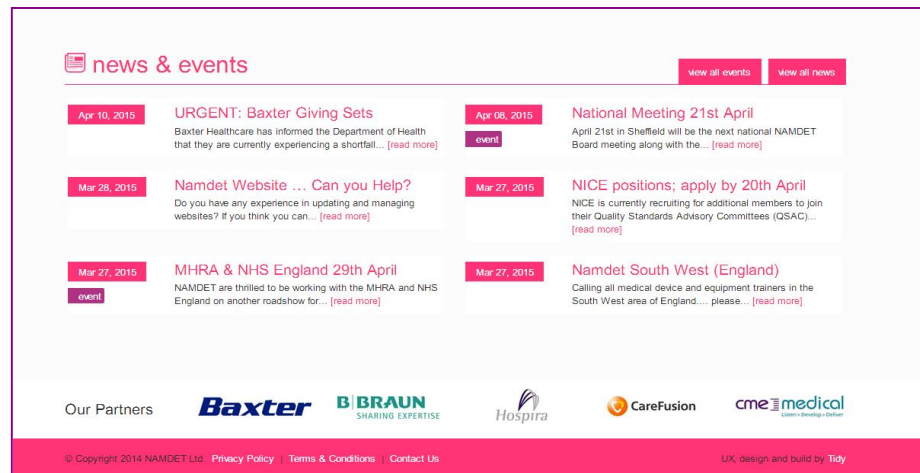 news & events
view all events
view all news
Apr 10, 2015
URGENT: Baxter Giving Sets
Baxter Healthcare has informed the Department of Health
that they are currently experiencing a shortfall... [read more]
Apr 08, 2015
event
National Meeting 21st April
April 21st in Sheffield will be the next national NAMDET
Board meeting along with the... [read more]
Mar 28, 2015
Namdet Website … Can you Help?
Do you have any experience in updating and managing
websites? If you think you can... [read more]
Mar 27, 2015
NICE positions; apply by 20th April
NICE is currently recruiting for additional members to join
their Quality Standards Advisory Committees (QSAC)...
[read more]
Mar 27, 2015
event
MHRA & NHS England 29th April
NAMDET are thrilled to be working with the MHRA and NHS
England on another roadshow for... [read more]
Mar 27, 2015
Namdet South West (England)
Calling all medical device and equipment trainers in the
South West area of England.... please... [read more]
Our Partners
Baxter
B|BRAUN
SHARING EXPERTISE
Hospira
CareFusion
cme medical
Listen • Develop • Deliver
© Copyright 2014 NAMDET Ltd. Privacy Policy | Terms & Conditions | Contact Us
UX, design and build by Tidy